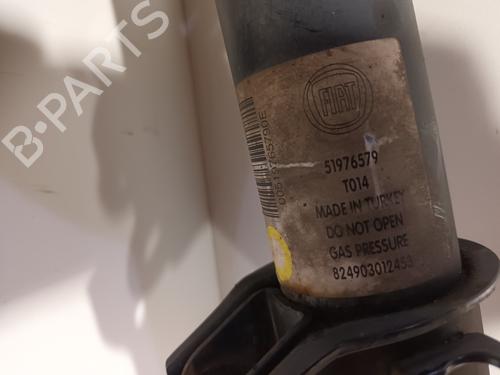 B-PARTS
FIAT
51976579
T014
MADE IN TURKEY
DO NOT OPEN
GAS PRESSURE
824903012453